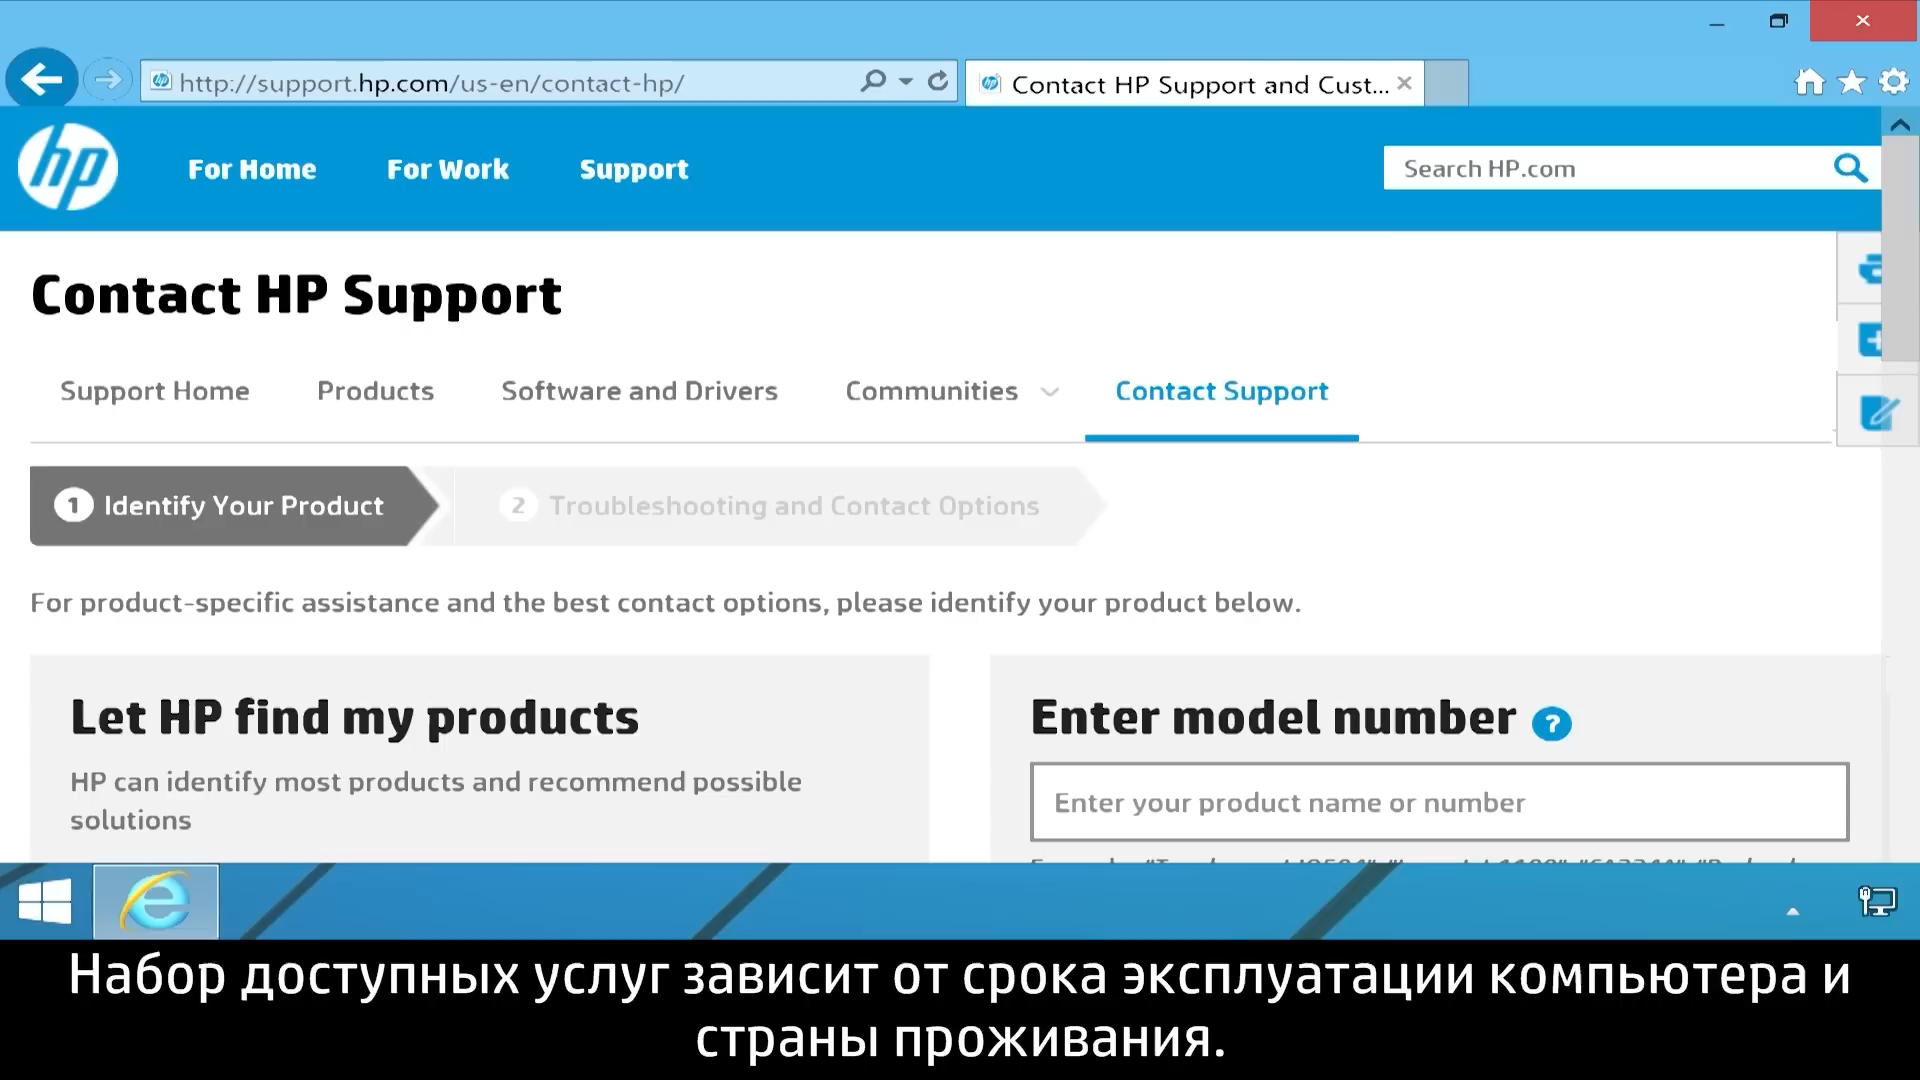 http://support.hp.com/us-en/contact-hp/
Contact HP Support and Cust...
hp
For Home
For Work
Support
Search HP.com
Contact HP Support
Support Home
Products
Software and Drivers
Communities
Contact Support
1 Identify Your Product
2 Troubleshooting and Contact Options
For product-specific assistance and the best contact options, please identify your product below.
Let HP find my products
HP can identify most products and recommend possible
solutions
Enter model number ?
Enter your product name or number
Набор доступных услуг зависит от срока эксплуатации компьютера и
страны проживания.